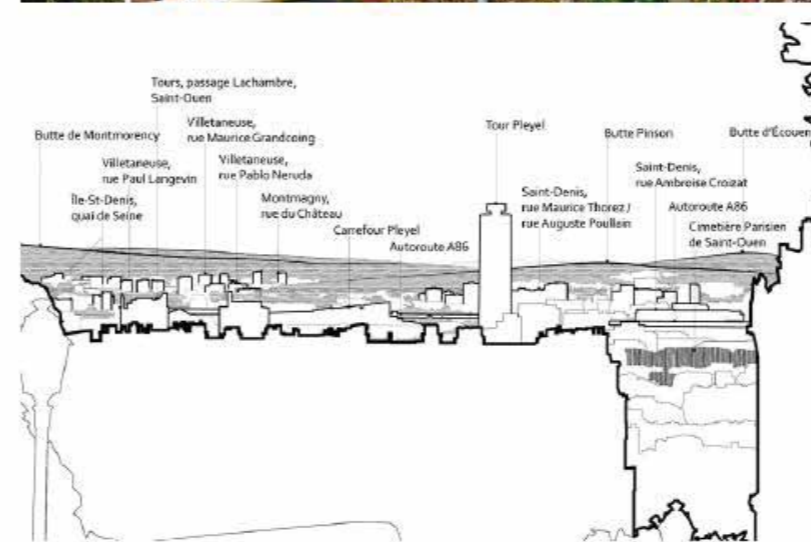 Tours, passage Lachambre,
Saint-Ouen
Butte de Montmorency
Villetaneuse,
rue Maurice Grandcoing
Tour Pleyel
Butte Pinson
Butte d'Écouen
Villetaneuse,
rue Paul Langevin
Villetaneuse,
rue Pablo Neruda
Saint-Denis,
rue Ambroise Croizat
Île-St-Denis,
quai de Seine
Montmagny,
rue du Château
Saint-Denis,
rue Maurice Thorez /
rue Auguste Poullain
Autoroute A86
Carrefour Pleyel
Autoroute A86
Cimetière Parisien
de Saint-Ouen